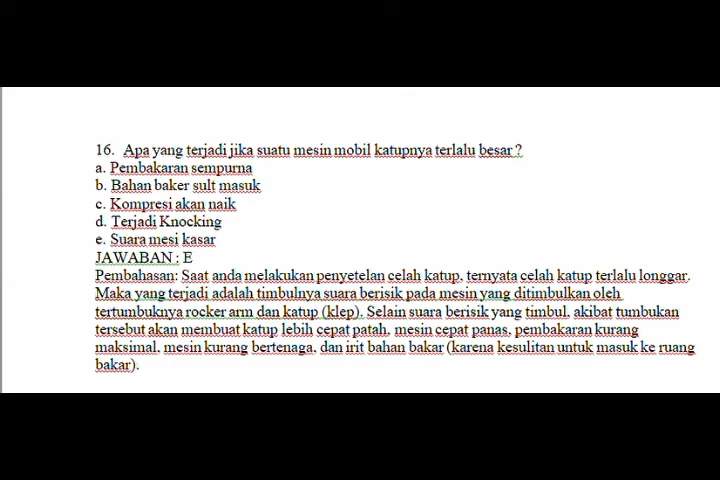 16. Apa yang terjadi jika suatu mesin mobil katupnya terlalu besar ?
a. Pembakaran sempurna
b. Bahan baker sult masuk
c. Kompresi akan naik
d. Terjadi Knocking
e. Suara mesi kasar
JAWABAN : E
Pembahasan: Saat anda melakukan penyetelan celah katup, ternyata celah katup terlalu longgar.
Maka yang terjadi adalah timbulnya suara berisik pada mesin yang ditimbulkan oleh
tertumbuknya rocker arm dan katup (klep). Selain suara berisik yang timbul, akibat tumbukan
tersebut akan membuat katup lebih cepat patah, mesin cepat panas, pembakaran kurang
maksimal, mesin kurang bertenaga, dan irit bahan bakar (karena kesulitan untuk masuk ke ruang
bakar).